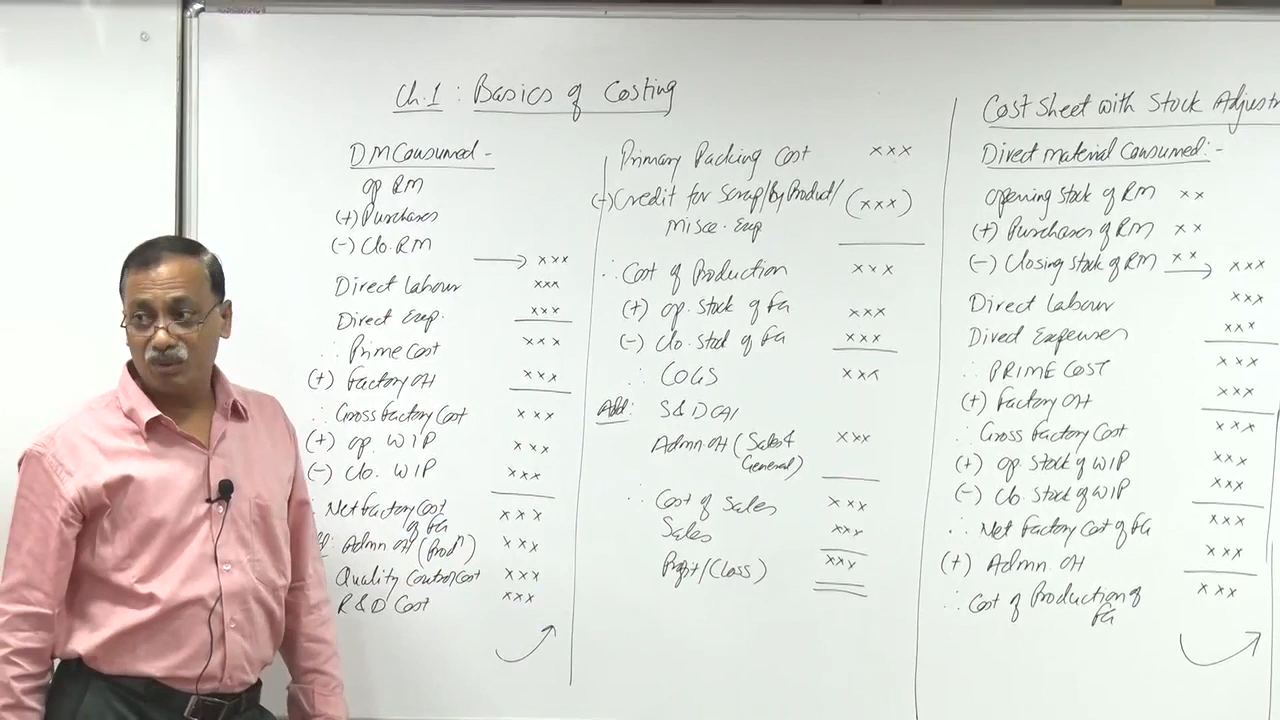 Ch.1 : Basics of Costing
DM Consumed -
op RM
(+) Purchases
(-) Clo. RM
→ xxx
Direct Labour xxx
Direct Exp. xxx
∴ Prime Cost xxx
(+) Factory OH xxx
∴ Gross Factory Cost xxx
(+) op. WIP xxx
(-) Clo. WIP xxx
∴ Net Factory Cost xxx
of FG
Admn OH (Prodn) xxx
Quality Control Cost xxx
R&D Cost xxx
Primary Packing Cost xxx
(-) Credit for Scrap/By Product/ (xxx)
Misce. Exp
∴ Cost of Production xxx
(+) op. Stock of FG xxx
(-) Clo. Stock of FG xxx
∴ COGS xxx
Add: S&D OH
Admn OH (Sales & xxx
General)
∴ Cost of Sales xxx
Sales xxx
Profit/(Loss) xxx
Cost Sheet with Stock Adjustm
Direct Material Consumed:-
opening stock of RM xx
(+) Purchases of RM xx
(-) Closing stock of RM xx → xxx
Direct Labour xxx
Direct Expenses xxx
∴ PRIME COST xxx
(+) Factory OH xxx
∴ Gross Factory Cost xxx
(+) op. Stock of WIP xxx
(-) Clo. Stock of WIP xxx
∴ Net Factory Cost of FG xxx
(+) Admn. OH xxx
∴ Cost of Production of xxx
FG